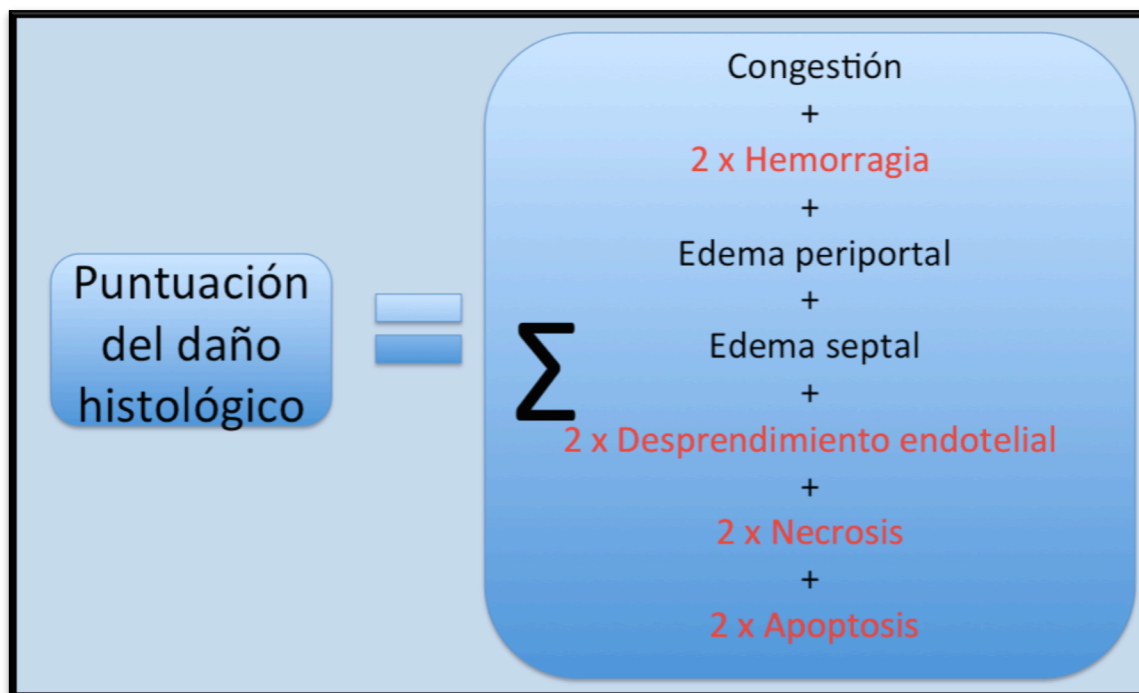 Puntuación
del daño
histológico
=
Σ
Congestión
+
2 x Hemorragia
+
Edema periportal
+
Edema septal
+
2 x Desprendimiento endotelial
+
2 x Necrosis
+
2 x Apoptosis